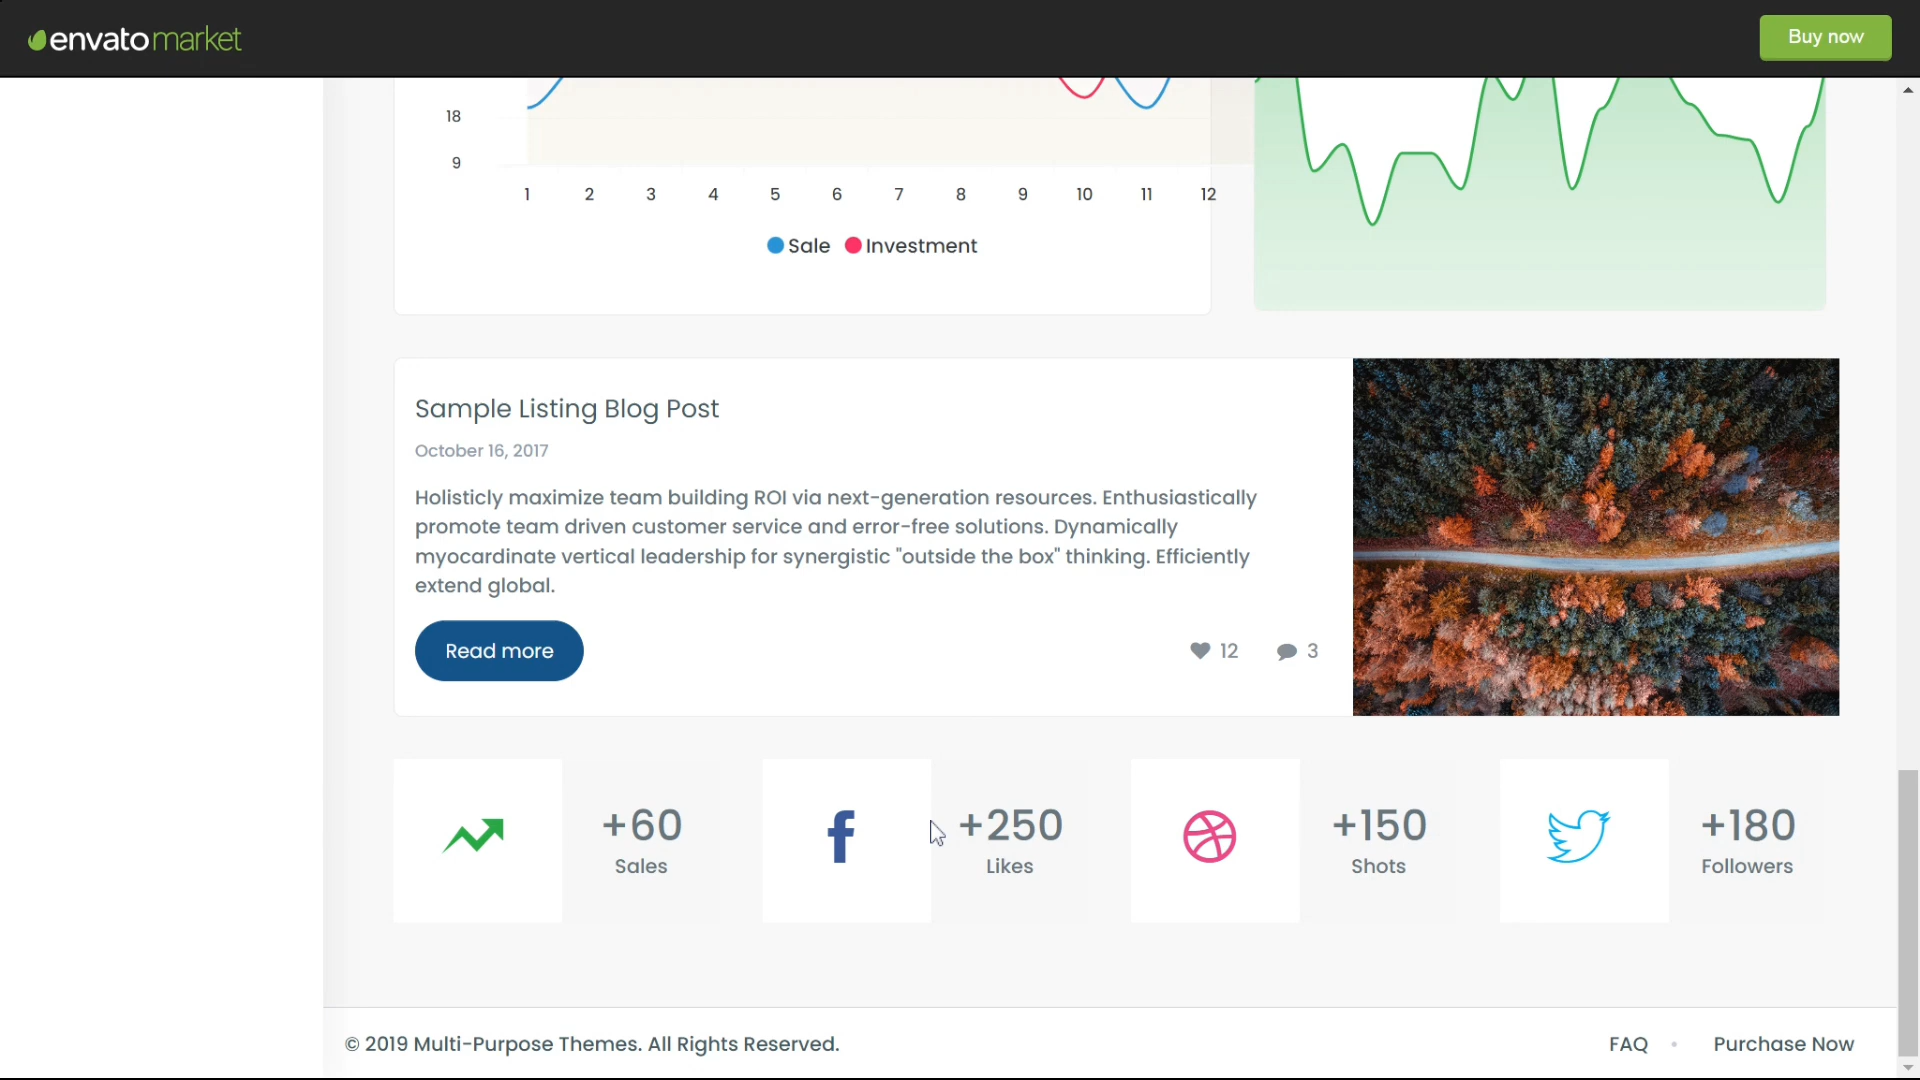 envatomarket
Buy now
18
9
1 2 3 4 5 6 7 8 9 10 11 12
Sale Investment
Sample Listing Blog Post
October 16, 2017
Holisticly maximize team building ROI via next-generation resources. Enthusiastically
promote team driven customer service and error-free solutions. Dynamically
myocardinate vertical leadership for synergistic "outside the box" thinking. Efficiently
extend global.
Read more
12 3
+60
Sales
+250
Likes
+150
Shots
+180
Followers
© 2019 Multi-Purpose Themes. All Rights Reserved.
FAQ • Purchase Now